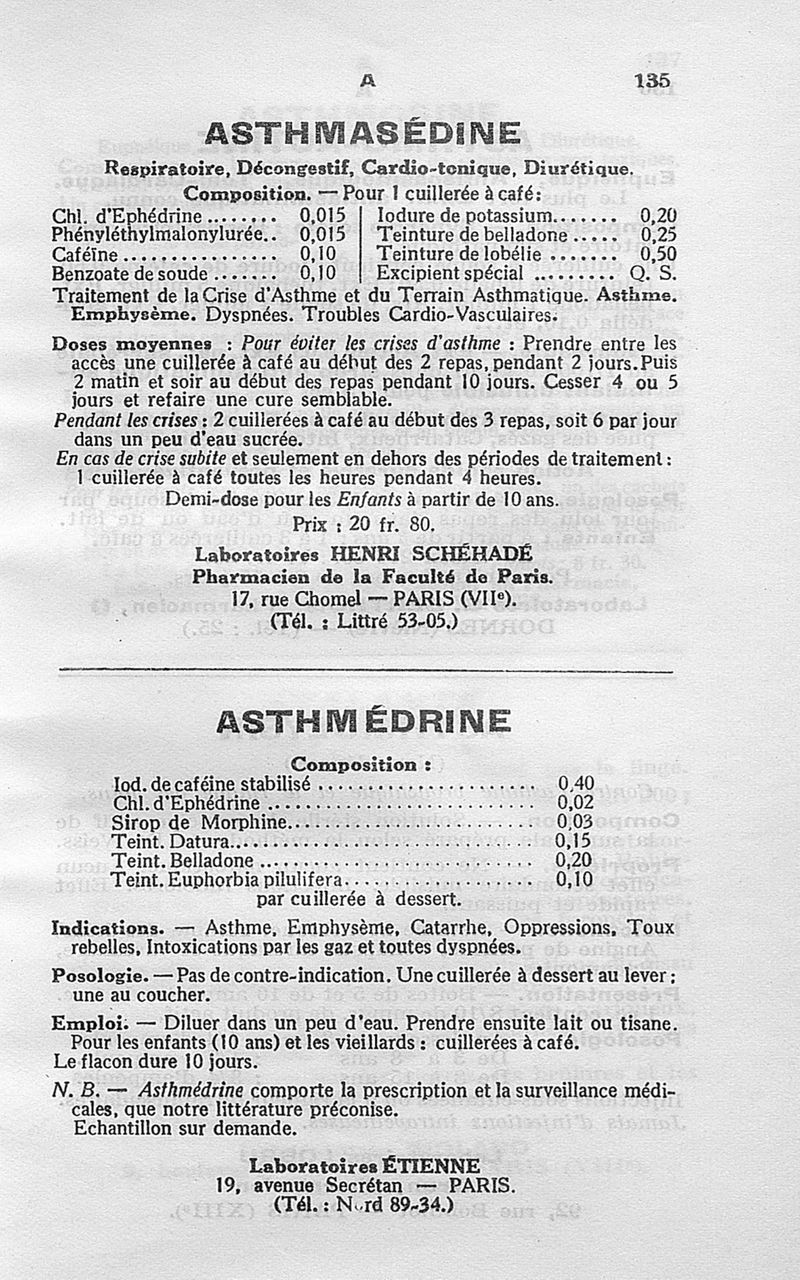 A 135
ASTHMASÉDINE
Respiratoire, Décongestif, Cardio-tonique, Diurétique.
Composition. — Pour 1 cuillerée à café:
Chl. d'Ephédrine ........ 0,015 | Iodure de potassium....... 0,20
Phényléthylmalonylurée.. 0,015 | Teinture de belladone ..... 0,25
Caféïne ................ 0,10 | Teinture de lobélie ....... 0,50
Benzoate de soude ....... 0,10 | Excipient spécial ......... Q. S.
Traitement de la Crise d'Asthme et du Terrain Asthmatique. Asthme.
Emphysème. Dyspnées. Troubles Cardio-Vasculaires.
Doses moyennes : Pour éviter les crises d'asthme : Prendre entre les
accès une cuillerée à café au début des 2 repas, pendant 2 jours. Puis
2 matin et soir au début des repas pendant 10 jours. Cesser 4 ou 5
jours et refaire une cure semblable.
Pendant les crises : 2 cuillerées à café au début des 3 repas, soit 6 par jour
dans un peu d'eau sucrée.
En cas de crise subite et seulement en dehors des périodes de traitement :
1 cuillerée à café toutes les heures pendant 4 heures.
Demi-dose pour les Enfants à partir de 10 ans.
Prix : 20 fr. 80.
Laboratoires HENRI SCHÉHADÉ
Pharmacien de la Faculté de Paris.
17, rue Chomel — PARIS (VIIe).
(Tél. : Littré 53-05.)
ASTHMÉDRINE
Composition :
Iod. de caféine stabilisé ...................... 0,40
Chl. d'Ephédrine ........................... 0,02
Sirop de Morphine......................... 0,03
Teint. Datura............................... 0,15
Teint. Belladone ............................ 0,20
Teint. Euphorbia pilulifera................... 0,10
par cuillerée à dessert.
Indications. — Asthme, Emphysème, Catarrhe, Oppressions, Toux
rebelles, Intoxications par les gaz et toutes dyspnées.
Posologie. — Pas de contre-indication. Une cuillerée à dessert au lever ;
une au coucher.
Emploi. — Diluer dans un peu d'eau. Prendre ensuite lait ou tisane.
Pour les enfants (10 ans) et les vieillards : cuillerées à café.
Le flacon dure 10 jours.
N. B. — Asthmédrine comporte la prescription et la surveillance médi-
cales, que notre littérature préconise.
Echantillon sur demande.
Laboratoires ÉTIENNE
19, avenue Secrétan — PARIS.
(Tél. : Nord 89-34.)